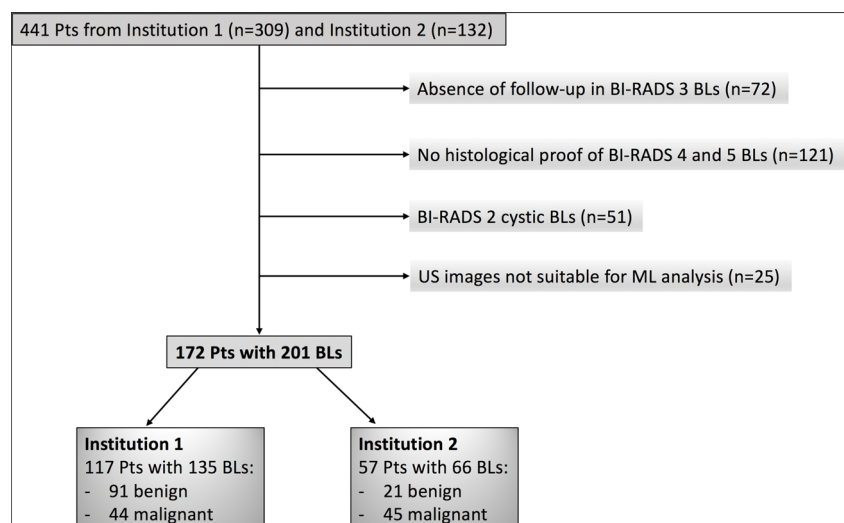 441 Pts from Institution 1 (n=309) and Institution 2 (n=132)
Absence of follow-up in BI-RADS 3 BLs (n=72)
No histological proof of BI-RADS 4 and 5 BLs (n=121)
BI-RADS 2 cystic BLs (n=51)
US images not suitable for ML analysis (n=25)
172 Pts with 201 BLs
Institution 1
117 Pts with 135 BLs:
- 91 benign
- 44 malignant
Institution 2
57 Pts with 66 BLs:
- 21 benign
- 45 malignant